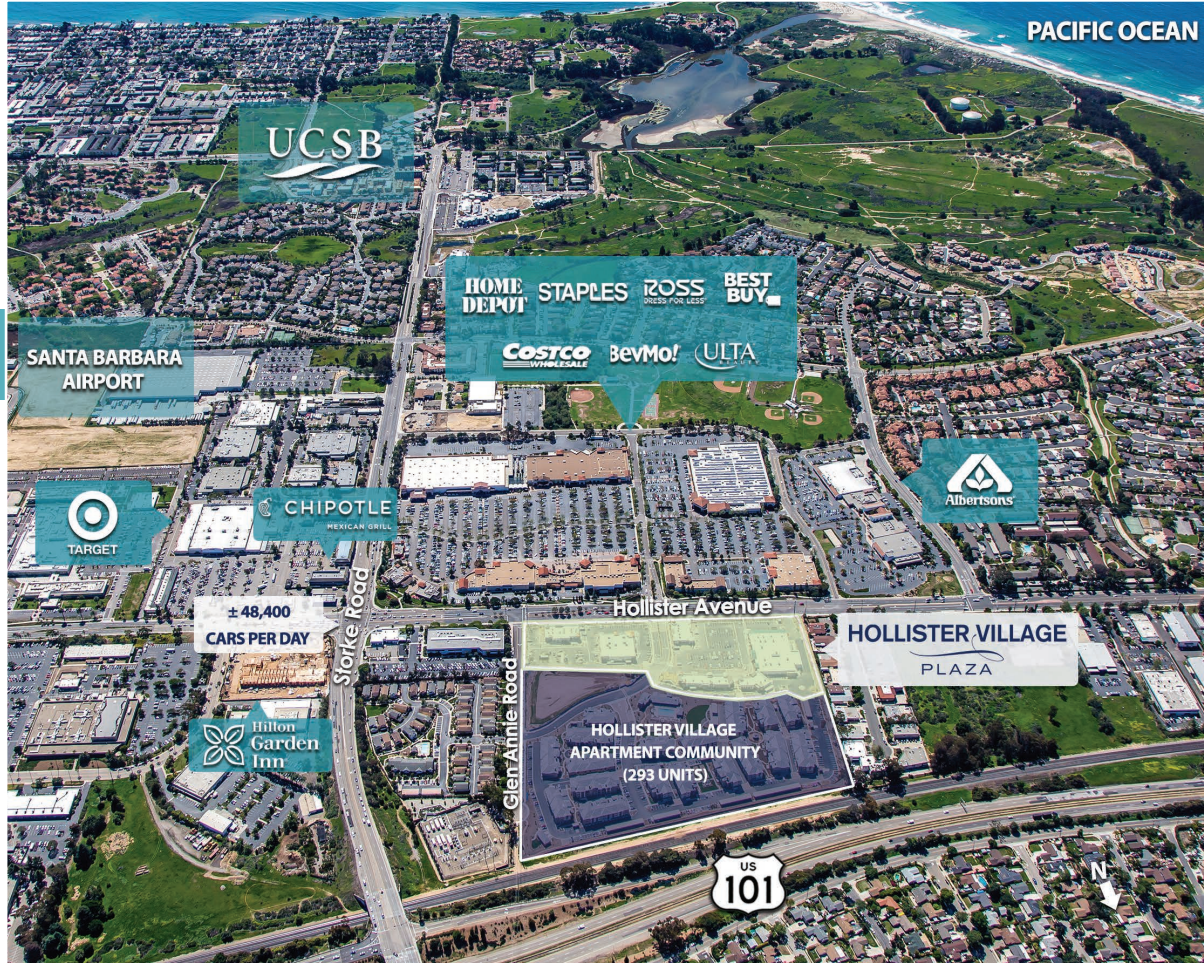 PACIFIC OCEAN
UCSB
HOME DEPOT
STAPLES
ROSS
DRESS FOR LESS
BEST BUY
COSTCO
WHOLESALE
BevMo!
ULTA
SANTA BARBARA
AIRPORT
TARGET
CHIPOTLE
MEXICAN GRILL
Albertsons
± 48,400
CARS PER DAY
Storke Road
Hollister Avenue
HOLLISTER VILLAGE
PLAZA
Glen Annie Road
HOLLISTER VILLAGE
APARTMENT COMMUNITY
(293 UNITS)
Hilton
Garden
Inn
US
101
N